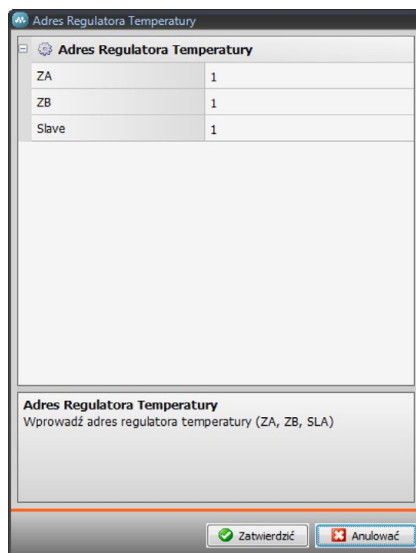 Adres Regulatora Temperatury
Adres Regulatora Temperatury
ZA 1
ZB 1
Slave 1
Adres Regulatora Temperatury
Wprowadź adres regulatora temperatury (ZA, ZB, SLA)
Zatwierdzić Anulować